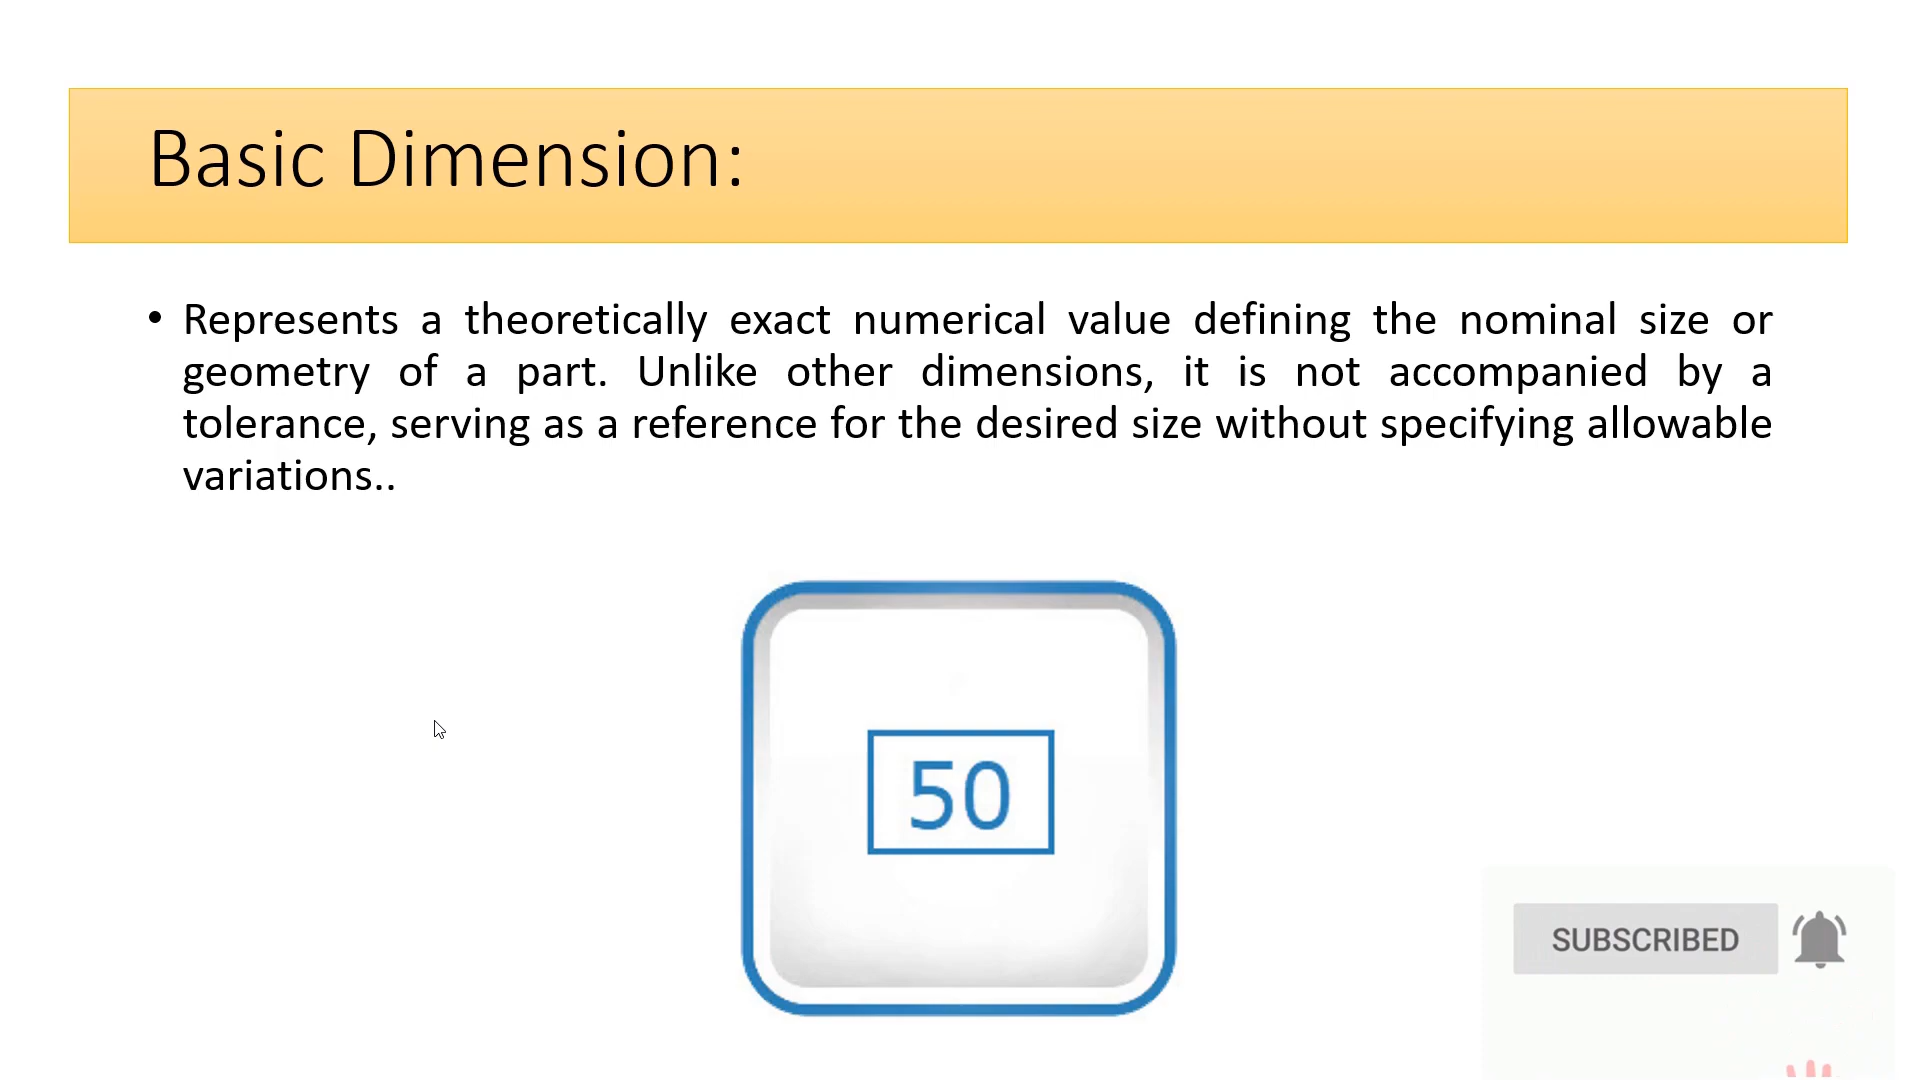 Basic Dimension:
• Represents a theoretically exact numerical value defining the nominal size or
geometry of a part. Unlike other dimensions, it is not accompanied by a
tolerance, serving as a reference for the desired size without specifying allowable
variations..
50
SUBSCRIBED